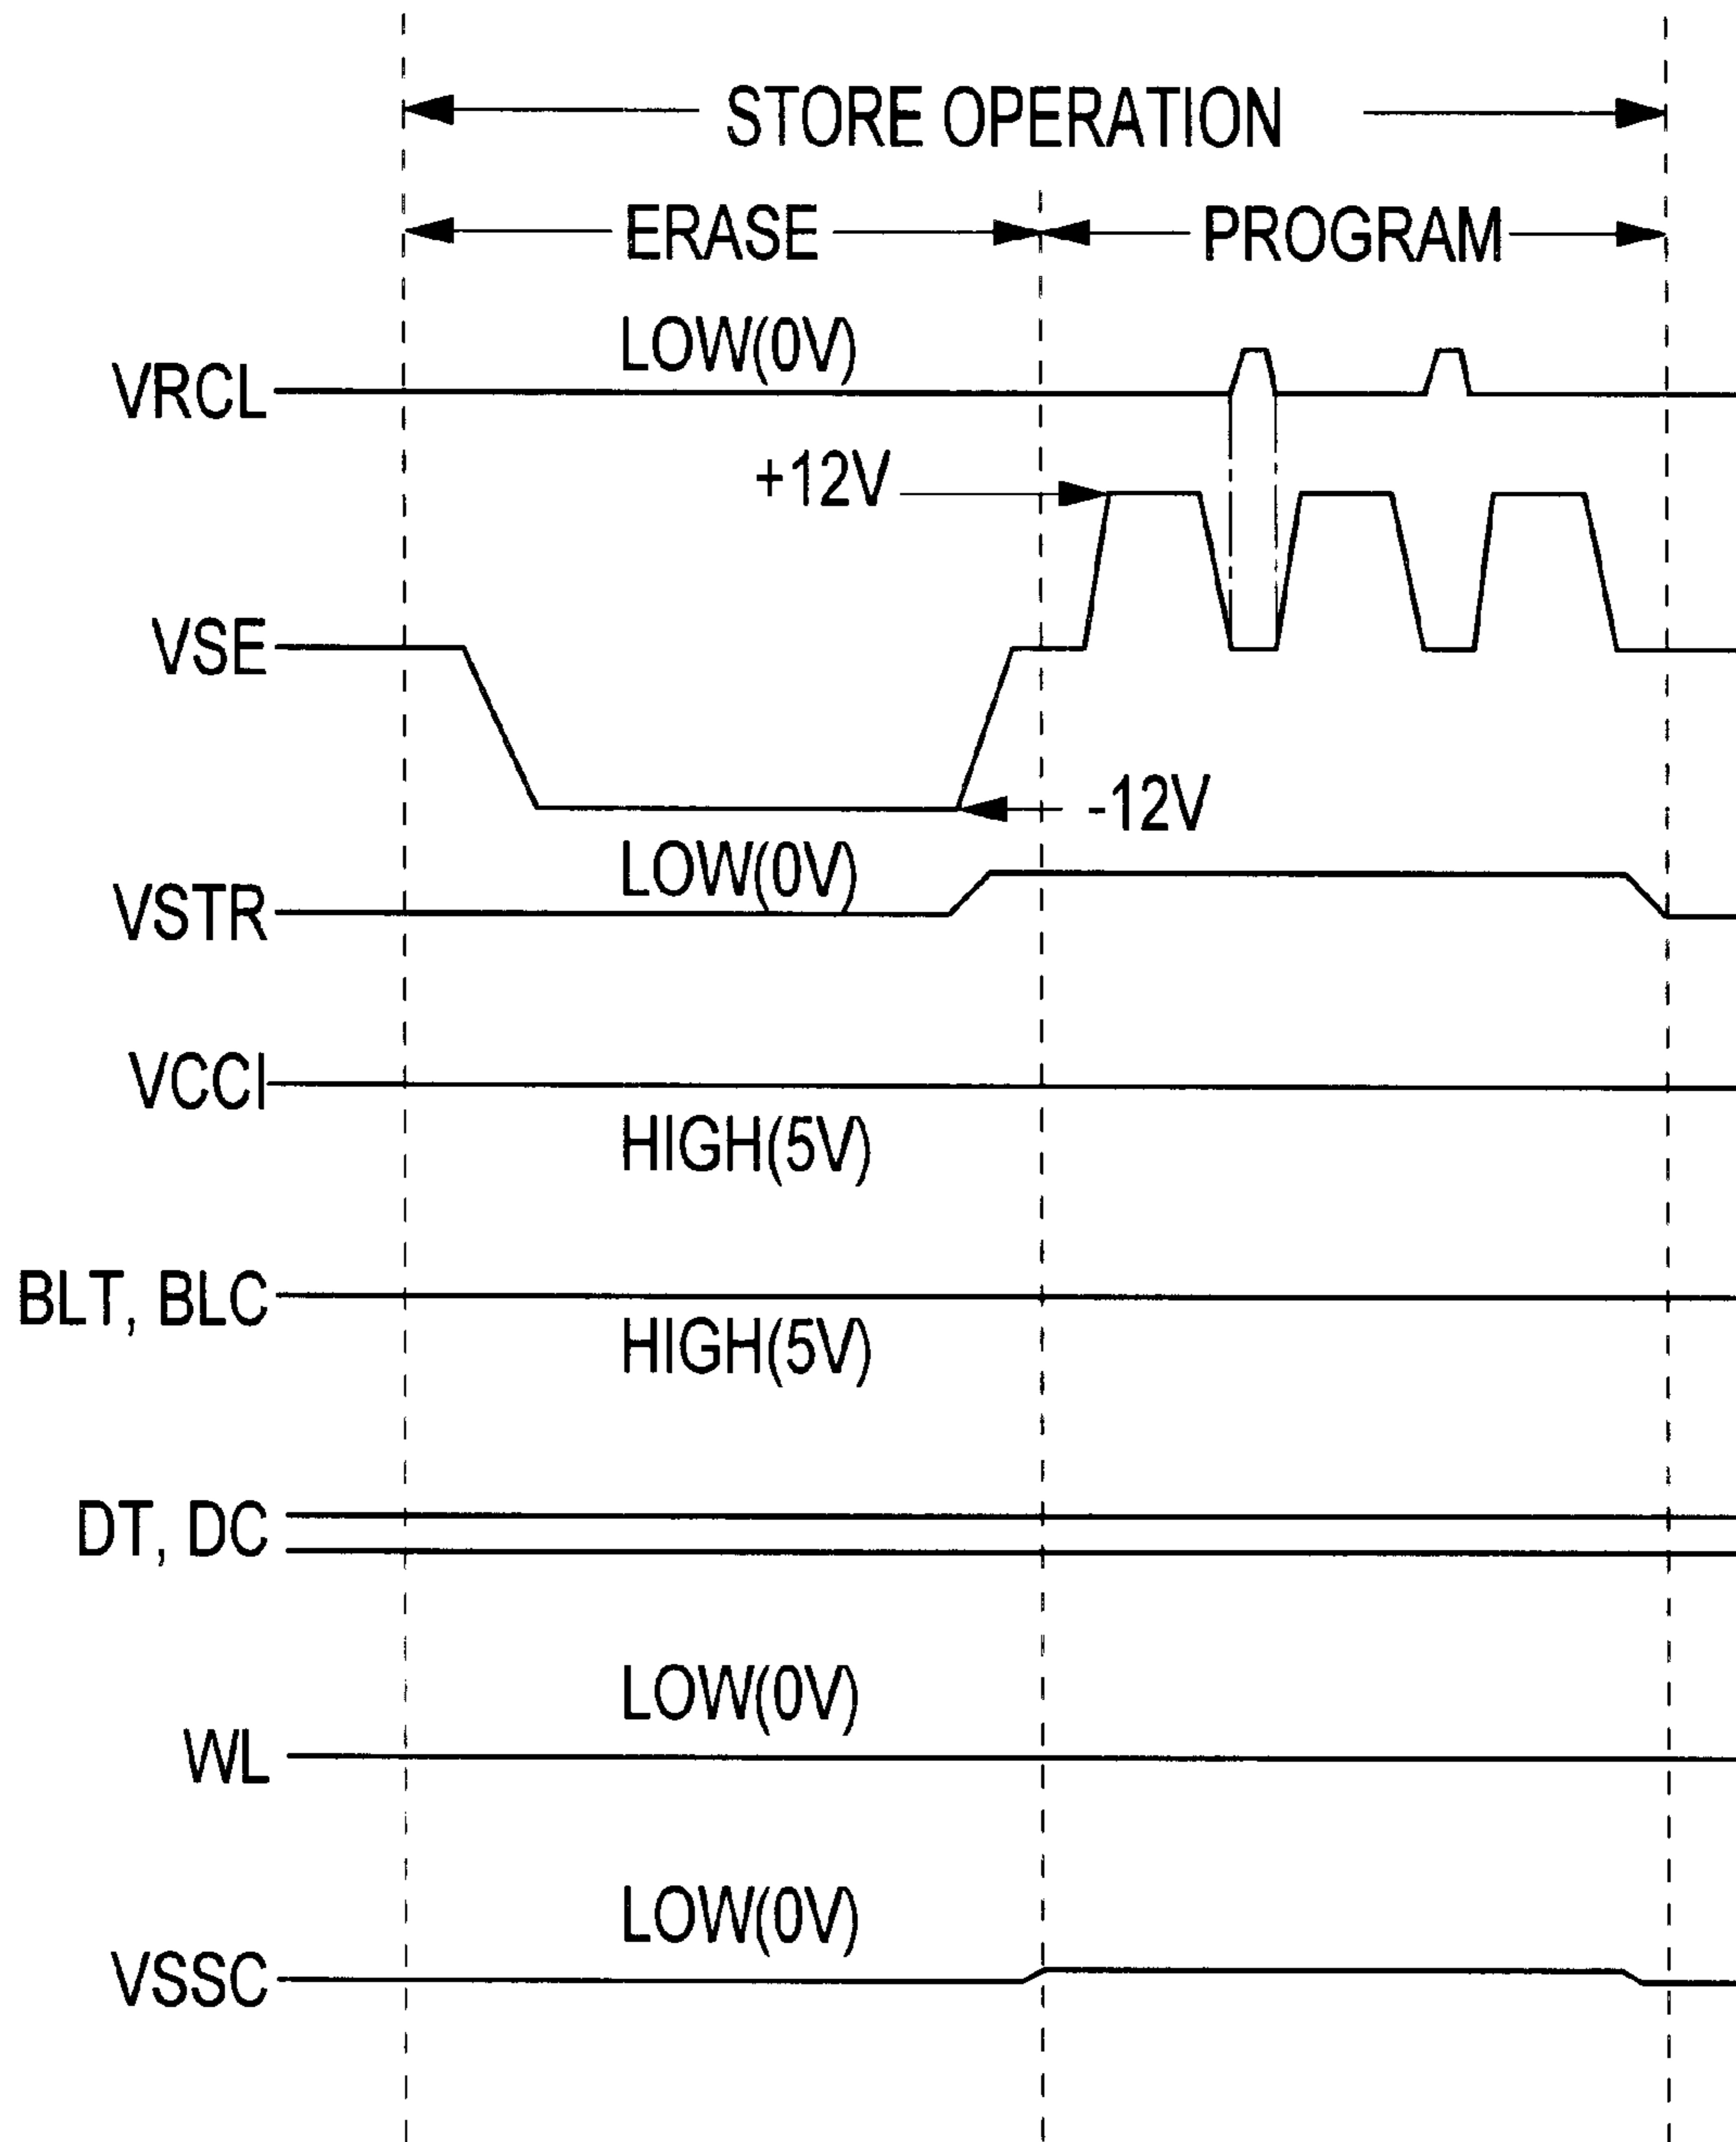 STORE OPERATION
ERASE PROGRAM
LOW(0V)
VRCL
+12V
VSE
-12V
LOW(0V)
VSTR
VCCI
HIGH(5V)
BLT, BLC
HIGH(5V)
DT, DC
LOW(0V)
WL
LOW(0V)
VSSC